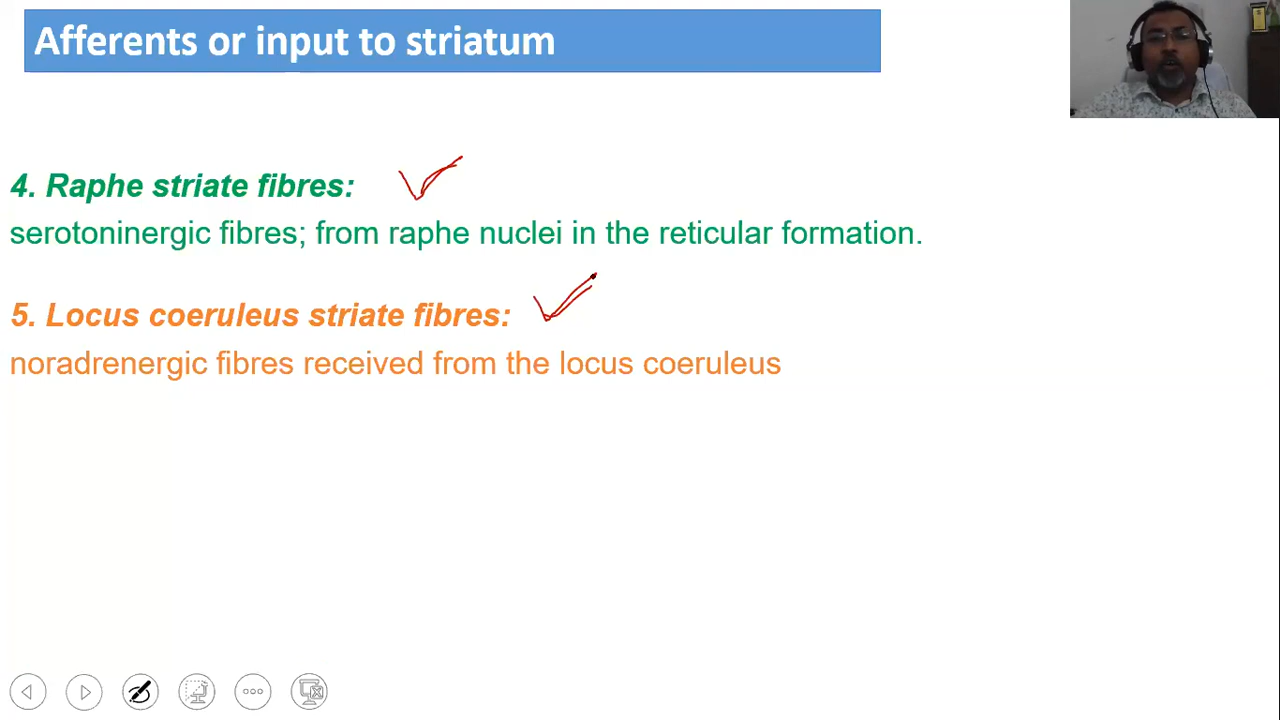 Afferents or input to striatum
4. Raphe striate fibres:
serotoninergic fibres; from raphe nuclei in the reticular formation.
5. Locus coeruleus striate fibres:
noradrenergic fibres received from the locus coeruleus